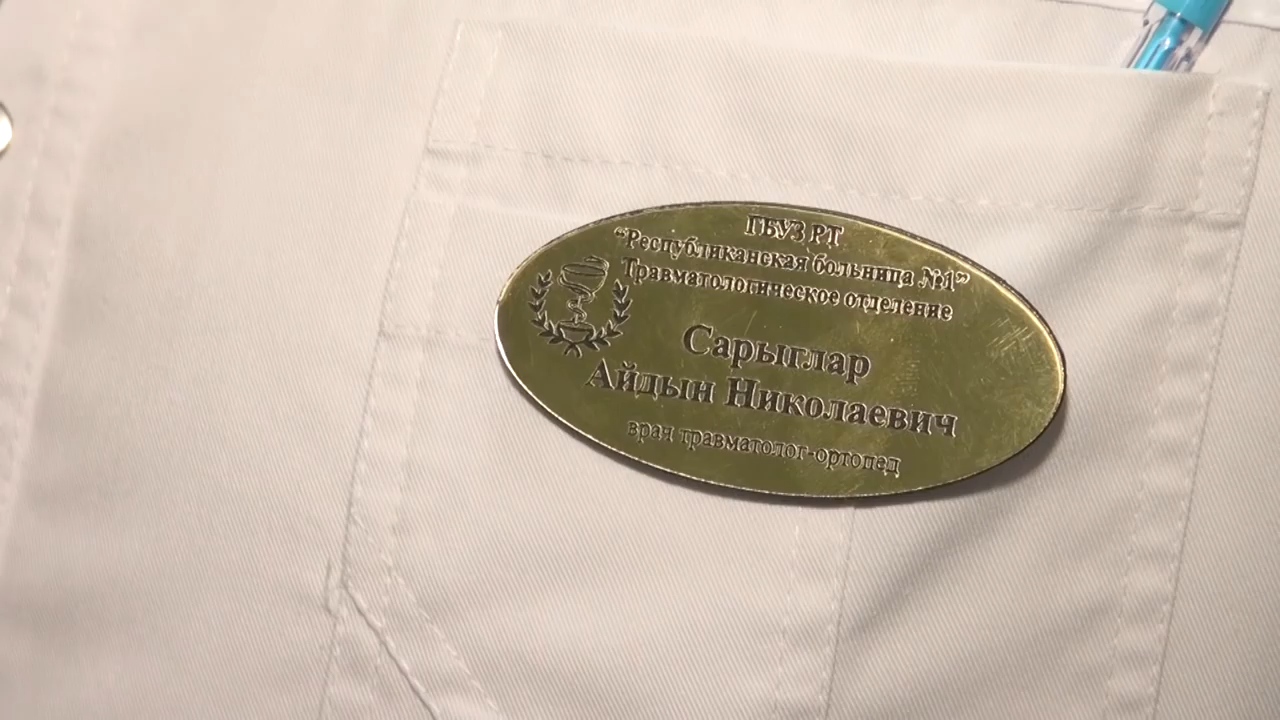 ГБУЗ РТ
“Республиканская больница №1”
Травматологическое отделение
Сарыглар
Айдын Николаевич
врач травматолог-ортопед